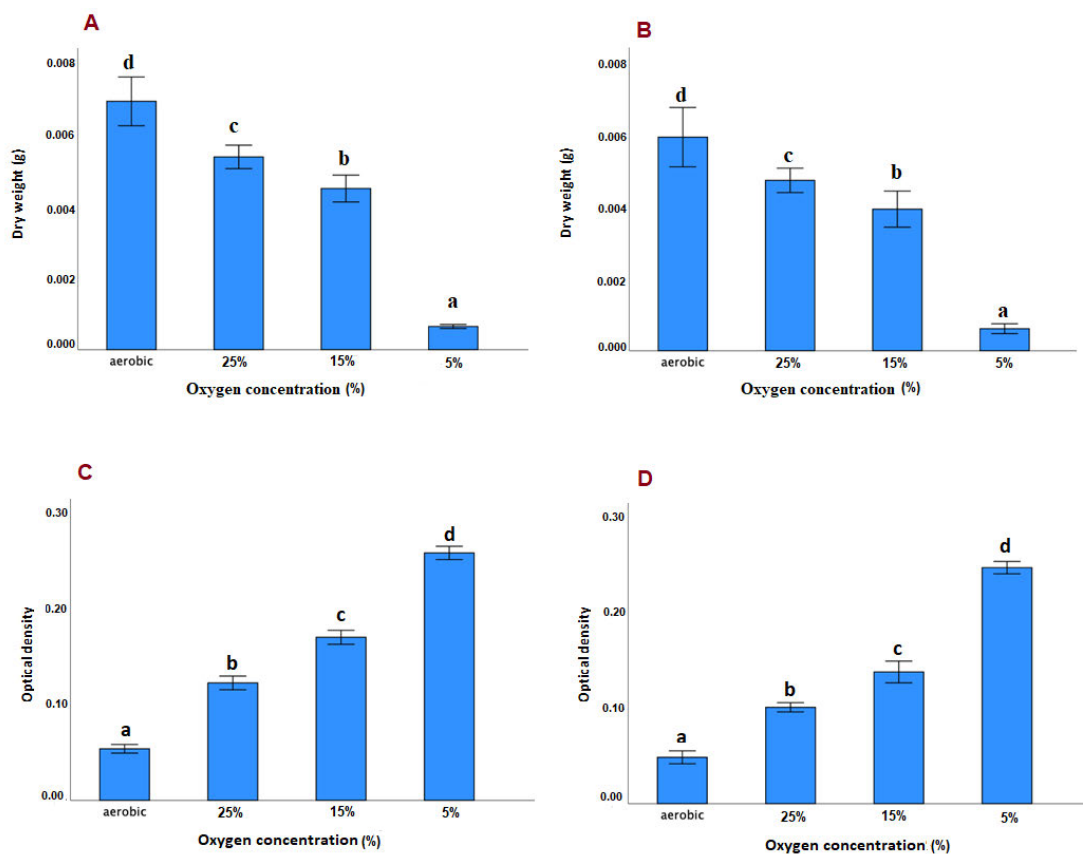 A
B
0.008
0.006
0.004
0.002
0.000
Dry weight (g)
d
c
b
a
aerobic
25%
15%
5%
Oxygen concentration (%)
0.008
0.006
0.004
0.002
0.000
Dry weight (g)
d
c
b
a
aerobic
25%
15%
5%
Oxygen concentration (%)
C
D
0.30
0.20
0.10
0.00
Optical density
a
b
c
d
aerobic
25%
15%
5%
Oxygen concentration (%)
0.30
0.20
0.10
0.00
Optical density
a
b
c
d
aerobic
25%
15%
5%
Oxygen concentration (%)